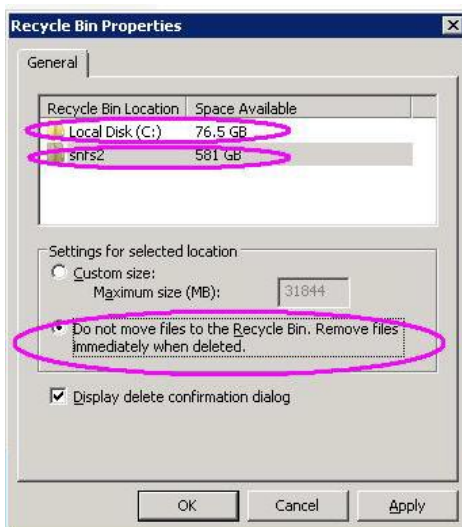 Recycle Bin Properties
General
Recycle Bin Location Space Available
Local Disk (C:) 76.5 GB
snfs2 581 GB
Settings for selected location
Custom size:
Maximum size (MB): 31844
Do not move files to the Recycle Bin. Remove files
immediately when deleted.
Display delete confirmation dialog
OK Cancel Apply